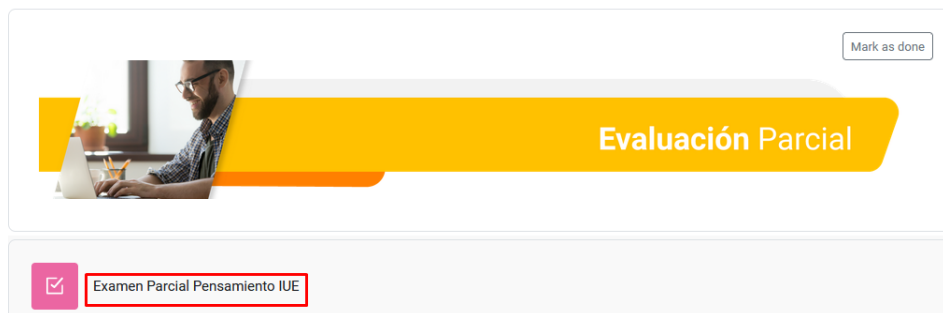 Mark as done
Evaluación Parcial
Examen Parcial Pensamiento IUE